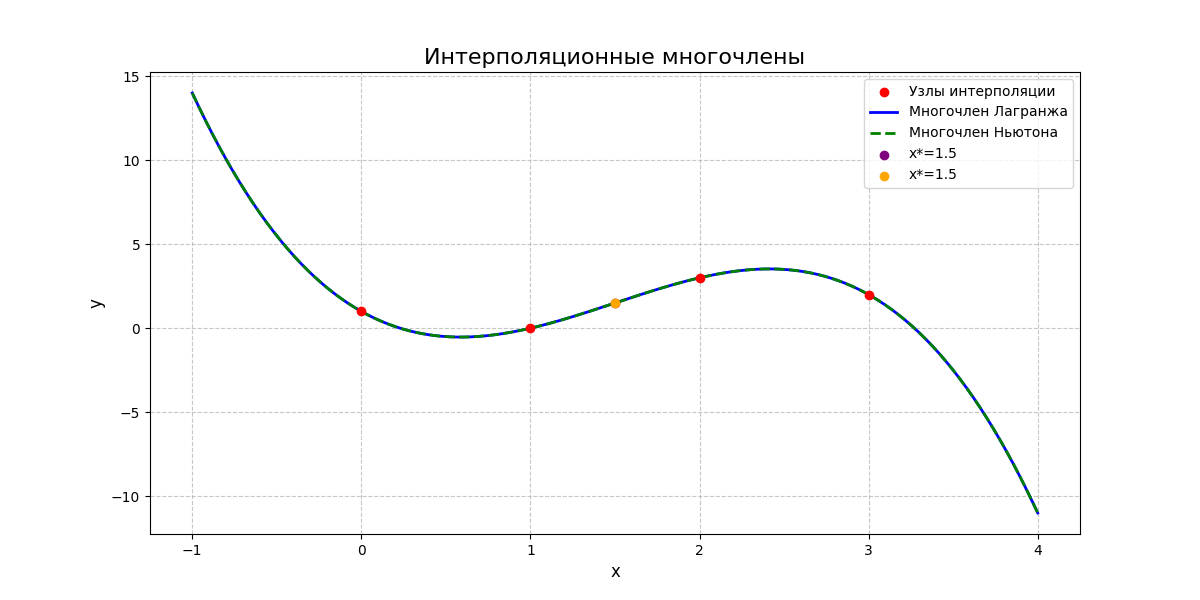 Интерполяционные многочлены
15
10
5
0
−5
−10
y
Узлы интерполяции
Многочлен Лагранжа
Многочлен Ньютона
x*=1.5
x*=1.5
−1
0
1
2
3
4
x